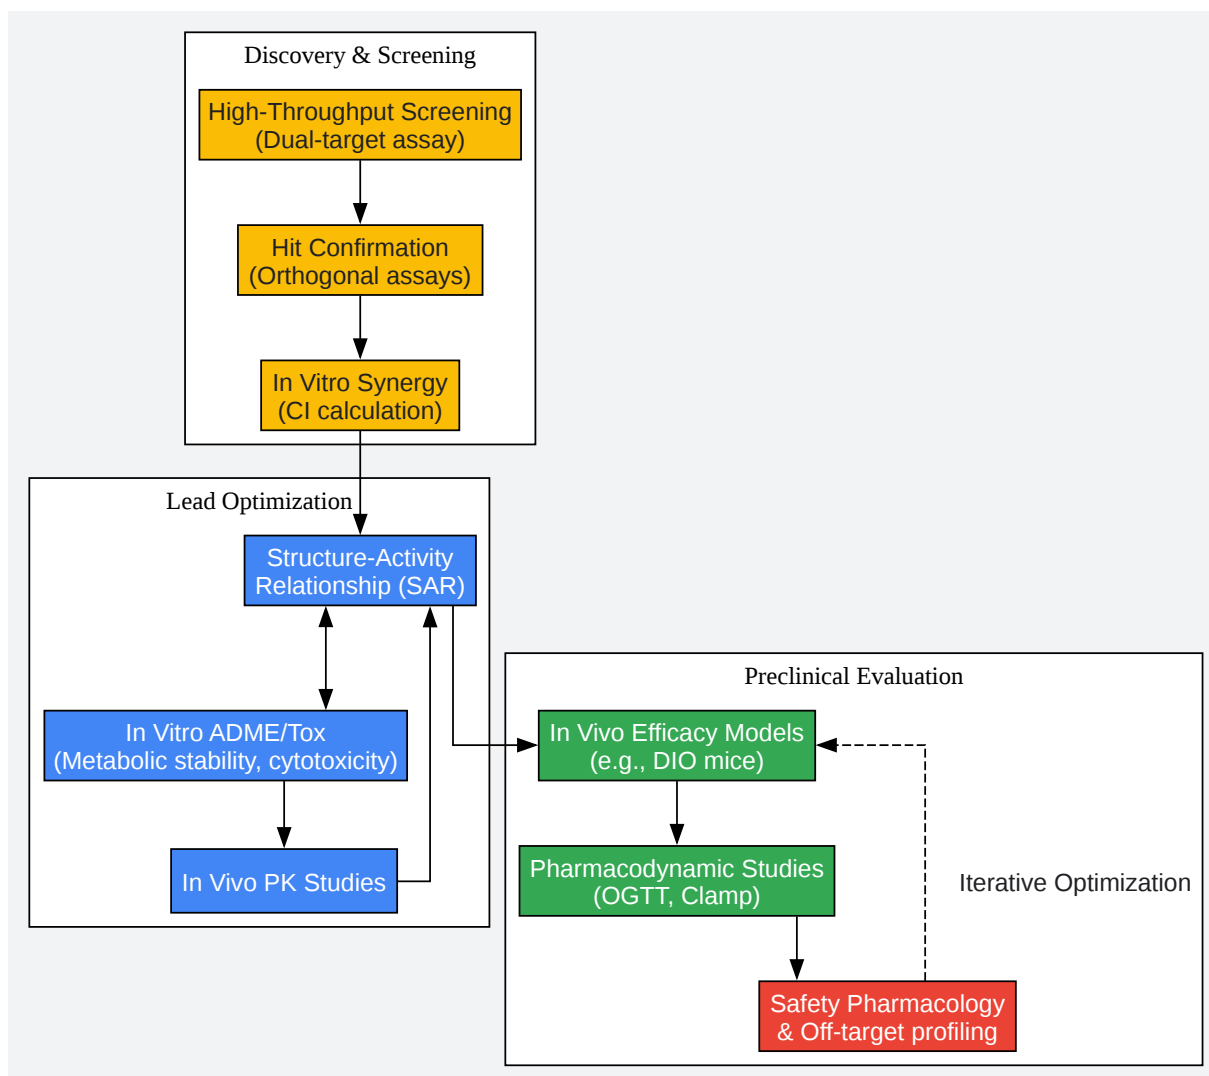 Discovery & Screening
High-Throughput Screening
(Dual-target assay)
Hit Confirmation
(Orthogonal assays)
In Vitro Synergy
(CI calculation)
Lead Optimization
Structure-Activity
Relationship (SAR)
In Vitro ADME/Tox
(Metabolic stability, cytotoxicity)
In Vivo PK Studies
Preclinical Evaluation
In Vivo Efficacy Models
(e.g., DIO mice)
Pharmacodynamic Studies
(OGTT, Clamp)
Iterative Optimization
Safety Pharmacology
& Off-target profiling